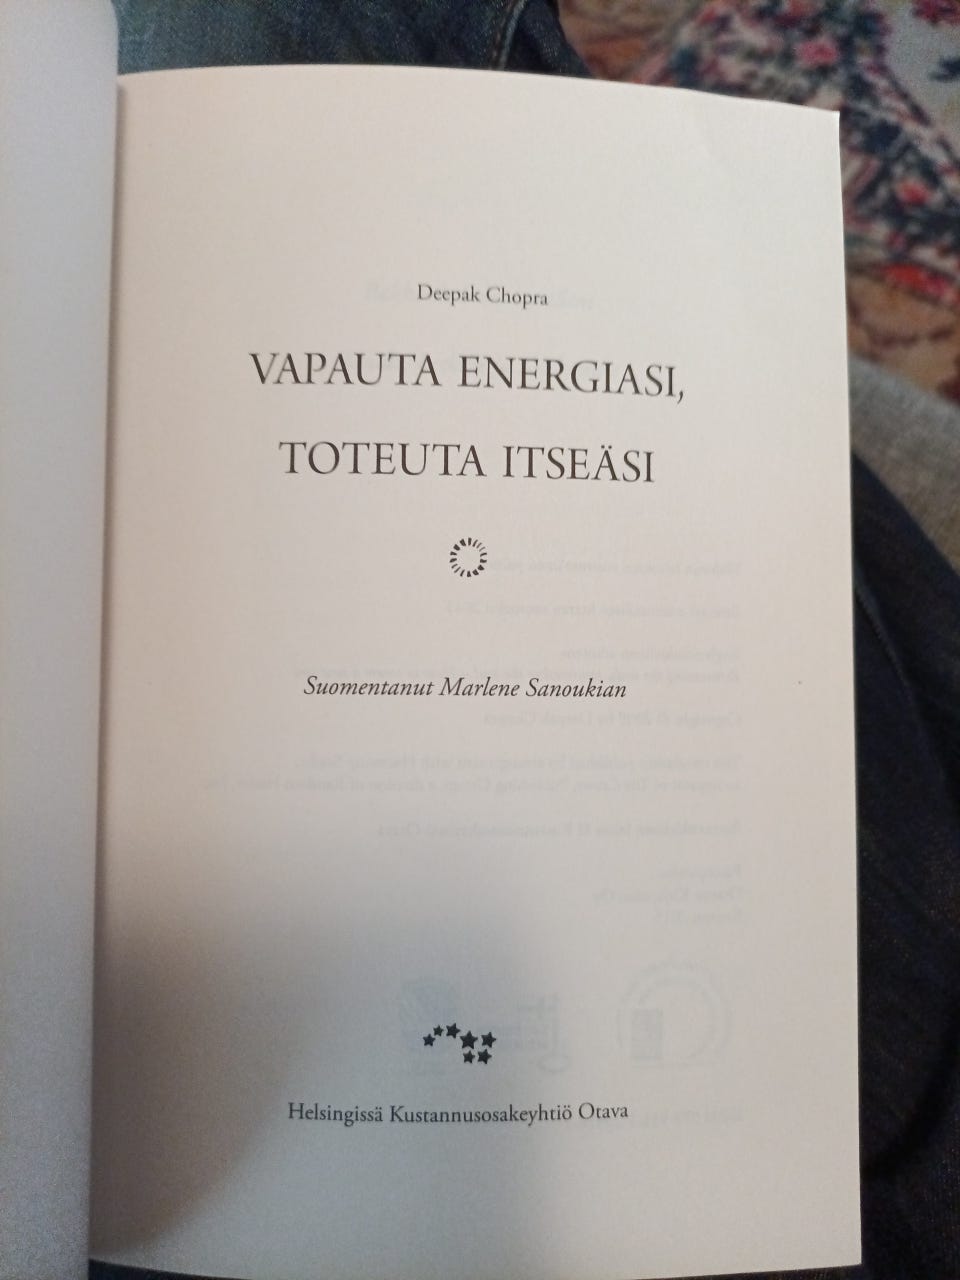 Deepak Chopra
VAPAUTA ENERGIASI,
TOTEUTA ITSEÄSI
Suomentanut Marlene Sanoukian
Helsingissä Kustannusosakeyhtiö Otava